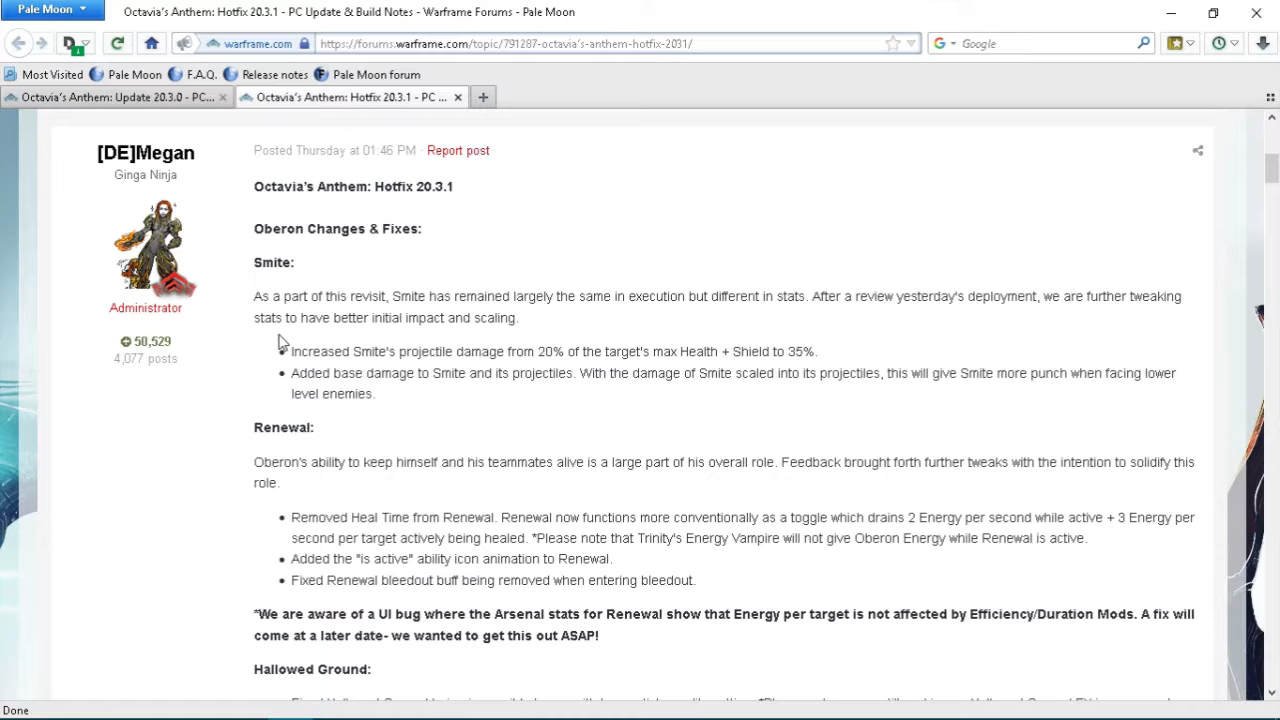 Pale Moon
Octavia's Anthem: Hotfix 20.3.1 - PC Update & Build Notes - Warframe Forums - Pale Moon
1
warframe.com
https://forums.warframe.com/topic/791287-octavia's-anthem-hotfix-2031/
Google
Most Visited Pale Moon F.A.Q. Release notes Pale Moon forum
Octavia's Anthem: Update 20.3.0 - PC...
Octavia's Anthem: Hotfix 20.3.1 - PC ...
[DE]Megan
Ginga Ninja
Administrator
50,529
4,077 posts
Posted Thursday at 01:46 PM · Report post
Octavia's Anthem: Hotfix 20.3.1
Oberon Changes & Fixes:
Smite:
As a part of this revisit, Smite has remained largely the same in execution but different in stats. After a review yesterday's deployment, we are further tweaking
stats to have better initial impact and scaling.
• Increased Smite's projectile damage from 20% of the target's max Health + Shield to 35%.
• Added base damage to Smite and its projectiles. With the damage of Smite scaled into its projectiles, this will give Smite more punch when facing lower
level enemies.
Renewal:
Oberon's ability to keep himself and his teammates alive is a large part of his overall role. Feedback brought forth further tweaks with the intention to solidify this
role.
• Removed Heal Time from Renewal. Renewal now functions more conventionally as a toggle which drains 2 Energy per second while active + 3 Energy per
second per target actively being healed. *Please note that Trinity's Energy Vampire will not give Oberon Energy while Renewal is active.
• Added the "is active" ability icon animation to Renewal.
• Fixed Renewal bleedout buff being removed when entering bleedout.
*We are aware of a UI bug where the Arsenal stats for Renewal show that Energy per target is not affected by Efficiency/Duration Mods. A fix will
come at a later date- we wanted to get this out ASAP!
Hallowed Ground:
Done